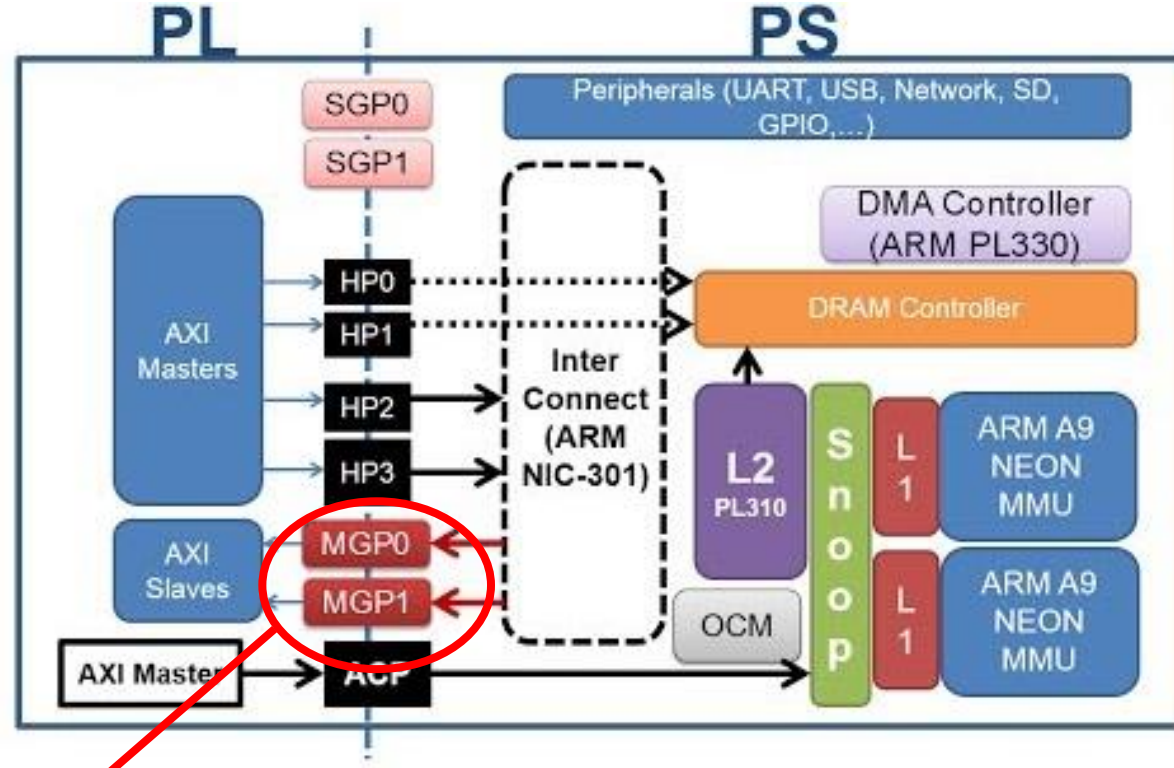 PL
PS
SGP0
SGP1
Peripherals (UART, USB, Network, SD,
GPIO,…)
DMA Controller
(ARM PL330)
HP0
HP1
HP2
HP3
AXI
Masters
Inter
Connect
(ARM
NIC-301)
DRAM Controller
L2
PL310
S
n
o
o
p
L
1
ARM A9
NEON
MMU
L
1
ARM A9
NEON
MMU
MGP0
MGP1
AXI
Slaves
OCM
AXI Master
ACP